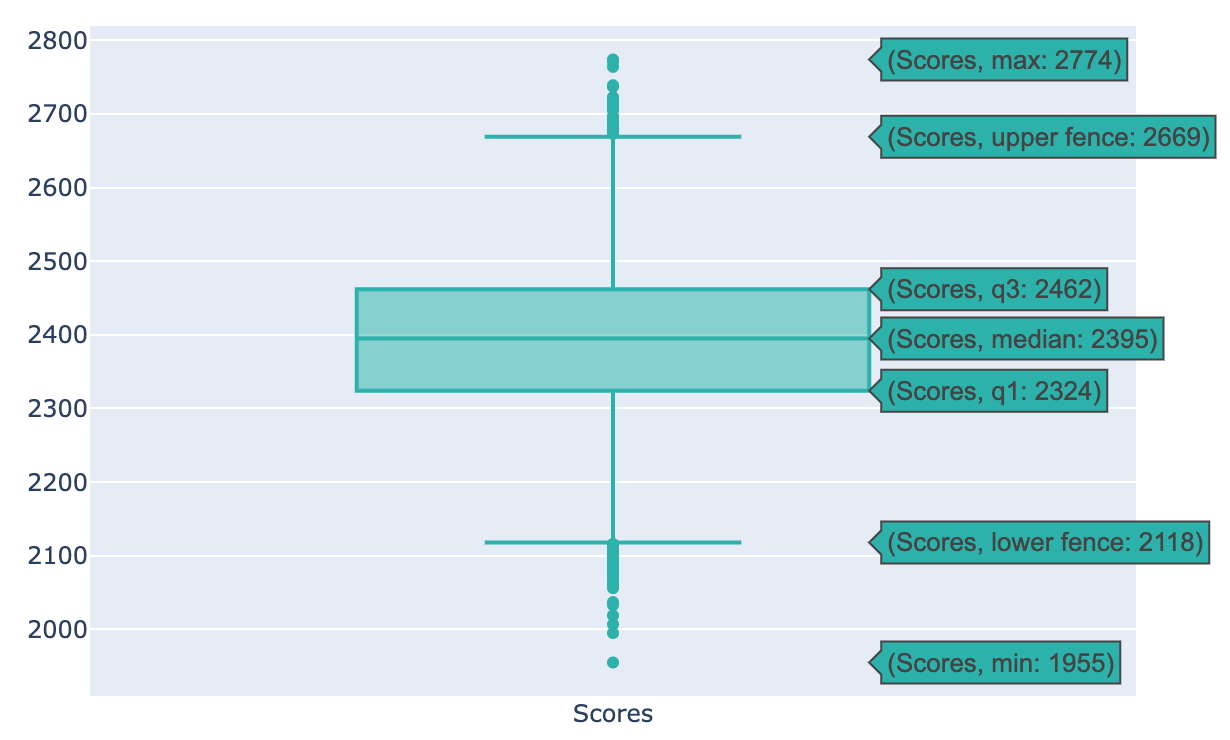 2800
(Scores, max: 2774)
2700
(Scores, upper fence: 2669)
2600
2500
(Scores, q3: 2462)
2400
(Scores, median: 2395)
(Scores, q1: 2324)
2300
2200
(Scores, lower fence: 2118)
2100
2000
(Scores, min: 1955)
Scores